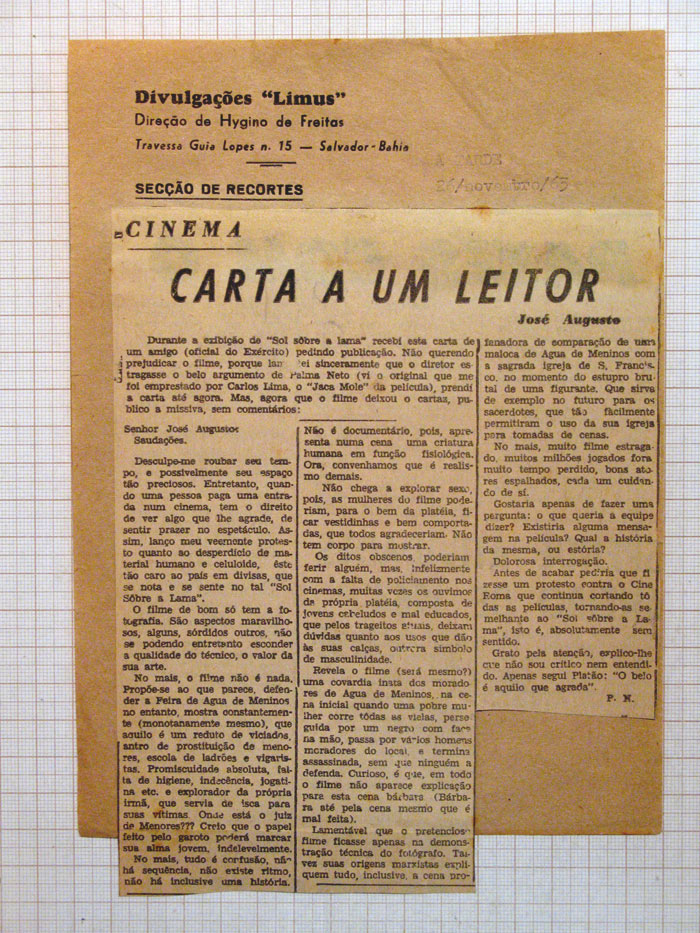 Divulgações "Limus"
Direção de Hygino de Freitas
Travessa Guia Lopes n. 15 — Salvador - Bahia
A TARDE
26/novembro/63
SECÇÃO DE RECORTES
CINEMA
CARTA A UM LEITOR
José Augusto
Durante a exibição de "Sol sôbre a lama" recebi esta carta de
um amigo (oficial do Exército) pedindo publicação. Não querendo
prejudicar o filme, porque sinceramente que o diretor es-
tragasse o belo argumento de Palma Neto (vi o original que me
foi emprestado por Carlos Lima, o "Jaca Mole" da película), prendi
a carta até agora. Mas, agora que o filme deixou o cartaz, pu-
blico a missiva, sem comentários:
Senhor José Augusto:
Saudações.
Desculpe-me roubar seu tem-
po, e possìvelmente seu espaço
tão preciosos. Entretanto, quan-
do uma pessoa paga uma entra-
da num cinema, tem o direito
de ver algo que lhe agrade, de
sentir prazer no espetáculo. As-
sim, lanço meu veemente protes-
to quanto ao desperdício de ma-
terial humano e celuloide, êste
tão caro ao país em divisas, que
se nota e se sente no tal "Sol
Sôbre a Lama".
O filme de bom só tem a fo-
tografia. São aspectos maravilho-
sos, alguns, sórdidos outros, não
se podendo entretanto esconder
a qualidade do técnico, o valor da
sua arte.
No mais, o filme não é nada.
Propõe-se ao que parece, defen-
der a Feira de Agua de Meninos
no entanto, mostra constantemen-
te (monotanamente mesmo), que
aquilo é um reduto de viciados,
antro de prostituição de meno-
res, escola de ladrões e vigaris-
tas. Promiscuidade absoluta, fal-
ta de higiene, indecência, jogati-
na etc. e explorador da própria
irmã, que servia de isca para
suas vítimas. Onde está o juiz
de Menores??? Creio que o papel
feito pelo garoto poderá marcar
sua alma jovem, indelevelmente.
No mais, tudo é confusão, não
há sequência, não existe ritmo,
não há inclusive uma história.
Não é documentário, pois, apre-
senta numa cena uma criatura
humana em função fisiológica.
Ora, convenhamos que é realis-
mo demais.
Não chega a explorar sexo,
pois, as mulheres do filme pode-
riam, para o bem da platéia, fi-
car vestidinhas e bem comporta-
das, que todos agradeceriam. Não
tem corpo para mostrar.
Os ditos obscenos, poderiam
ferir alguém, mas, infelizmente
com a falta de policiamento nos
cinemas, muitas vezes os ouvimos
da própria platéia, composta de
jovens cebeludos e mal educados,
que pelos trageitos atuais, deixam
dúvidas quanto aos usos que dão
às suas calças, outrora símbolo
de masculinidade.
Revela o filme (será mesmo?)
uma covardia inata dos morado-
res de Agua de Meninos, na ce-
na inicial quando uma pobre mu-
lher corre tôdas as vielas, perse-
guida por um negro com faca
na mão, passa por vários homens
moradores do local, e termina
assassinada, sem que ninguém a
defenda. Curioso, é que, em todo
o filme não aparece explicação
para esta cena bárbara (Bárba-
ra até pela cena mesmo que é
mal feita).
Lamentável que o pretencioso
filme ficasse apenas na demons-
tração técnica do fotógrafo. Tal-
vez suas origens marxistas expli-
quem tudo, inclusive, a cena pro-
fanadora de comparação de uma
maloca de Agua de Meninos com
a sagrada igreja de S. Francis-
co, no momento do estupro bru-
tal de uma figurante. Que sirva
de exemplo no futuro para os
sacerdotes, que tão fàcilmente
permitiram o uso da sua igreja
para tomadas de cenas.
No mais, muito filme estraga-
do, muitos milhões jogados fora
muito tempo perdido, bons ato-
res espalhados, cada um cuidan-
do de si.
Gostaria apenas de fazer uma
pergunta: o que queria a equipe
dizer? Existiria alguma mensa-
gem na película? Qual a história
da mesma, ou estória?
Dolorosa interrogação.
Antes de acabar pediria que fi-
zesse um protesto contra o Cine
Roma que continua cortando tô-
das as películas, tornando-as se-
melhante ao "Sol sôbre a La-
ma", isto é, absolutamente sem
sentido.
Grato pela atenção, explico-lhe
que não sou crítico nem entendi-
do. Apenas segui Platão: "O belo
é aquilo que agrada".
P. N.